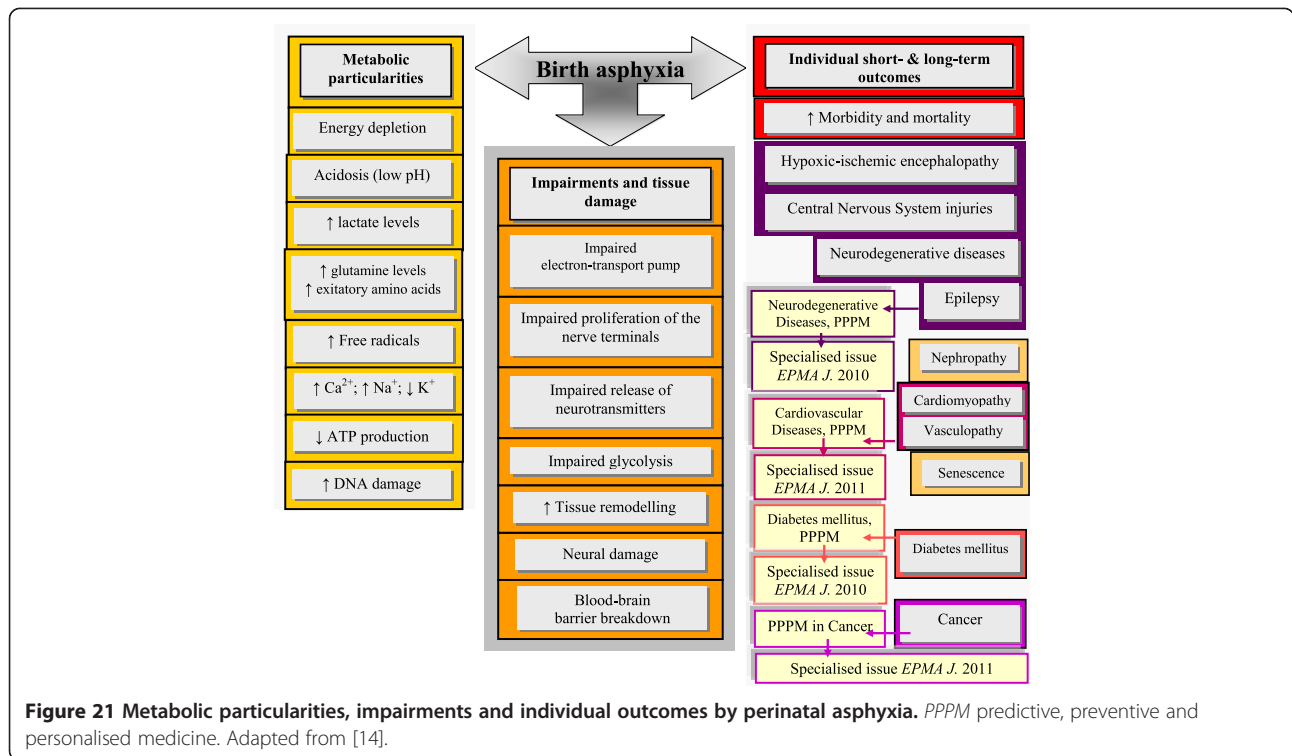 Birth asphyxia
Metabolic
particularities
Energy depletion
Acidosis (low pH)
↑ lactate levels
↑ glutamine levels
↑ exitatory amino acids
↑ Free radicals
↑ Ca²⁺; ↑ Na⁺; ↓ K⁺
↓ ATP production
↑ DNA damage
Impairments and tissue
damage
Impaired
electron-transport pump
Impaired proliferation of the
nerve terminals
Impaired release of
neurotransmitters
Impaired glycolysis
↑ Tissue remodelling
Neural damage
Blood-brain
barrier breakdown
Individual short- & long-term
outcomes
↑ Morbidity and mortality
Hypoxic-ischemic encephalopathy
Central Nervous System injuries
Neurodegenerative diseases
Epilepsy
Neurodegenerative
Diseases, PPPM
Specialised issue
EPMA J. 2010
Nephropathy
Cardiomyopathy
Vasculopathy
Cardiovascular
Diseases, PPPM
Specialised issue
EPMA J. 2011
Senescence
Diabetes mellitus,
PPPM
Diabetes mellitus
Specialised issue
EPMA J. 2010
PPPM in Cancer
Cancer
Specialised issue EPMA J. 2011
Figure 21 Metabolic particularities, impairments and individual outcomes by perinatal asphyxia. PPPM predictive, preventive and
personalised medicine. Adapted from [14].